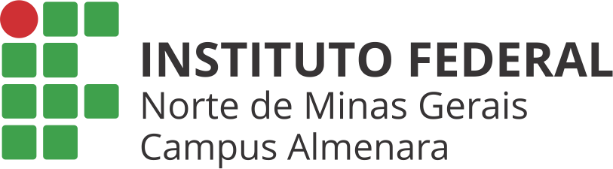 INSTITUTO FEDERAL
Norte de Minas Gerais
Campus Almenara